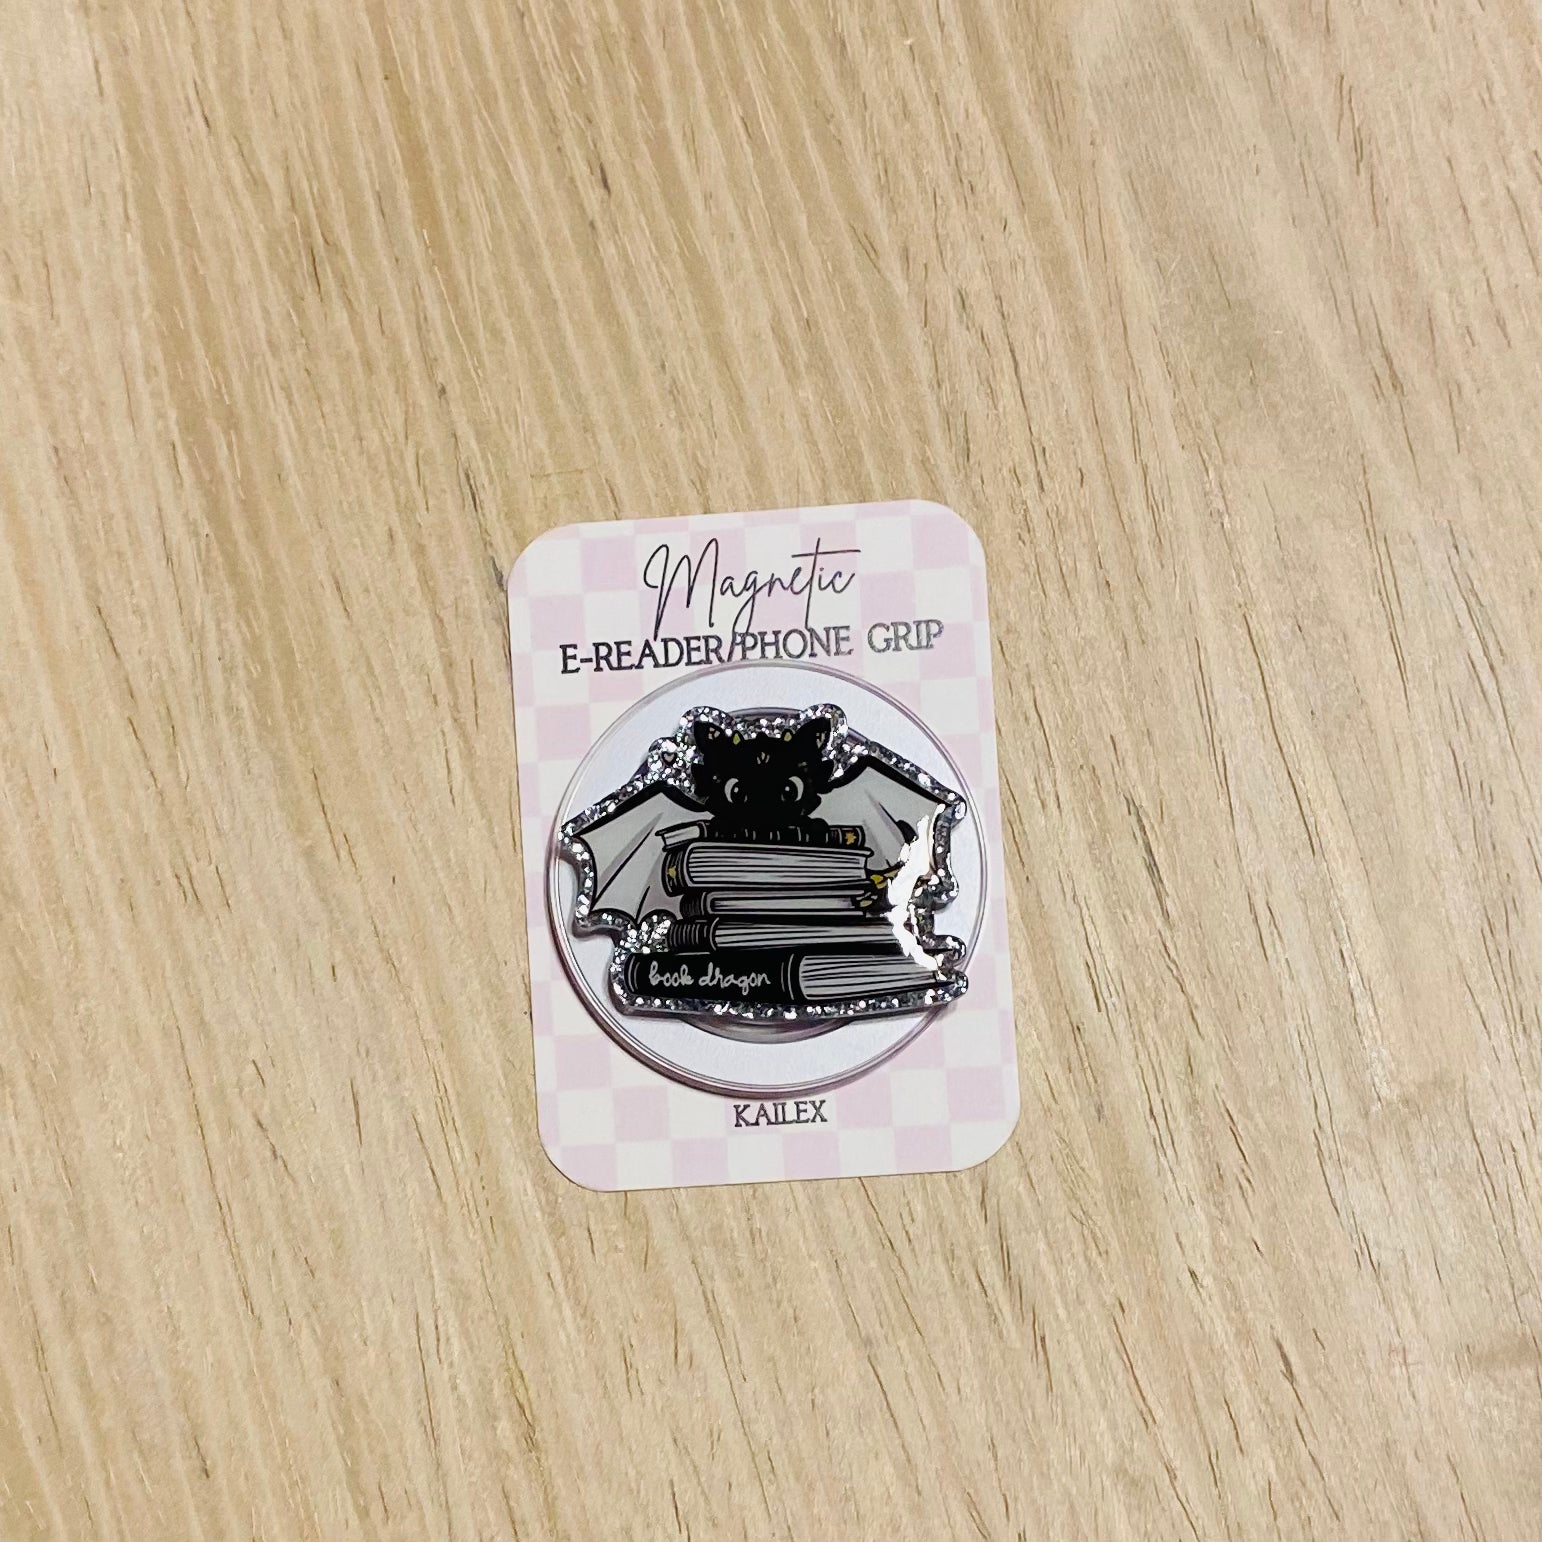 Magnetic
E-READER/PHONE GRIP
book dragon
KAILEX